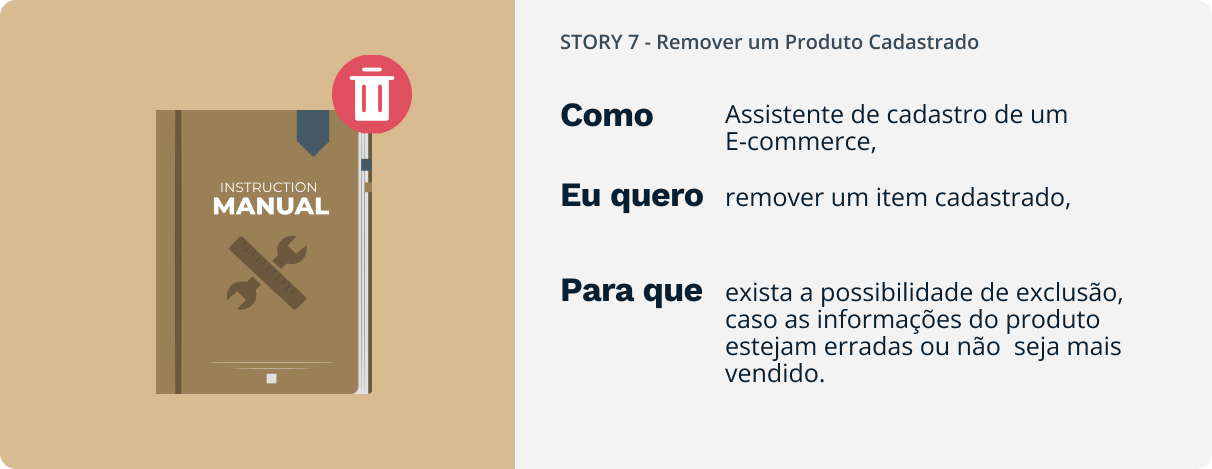 STORY 7 - Remover um Produto Cadastrado
Como
Assistente de cadastro de um
E-commerce,
Eu quero
remover um item cadastrado,
Para que
exista a possibilidade de exclusão,
caso as informações do produto
estejam erradas ou não  seja mais
vendido.
INSTRUCTION
MANUAL